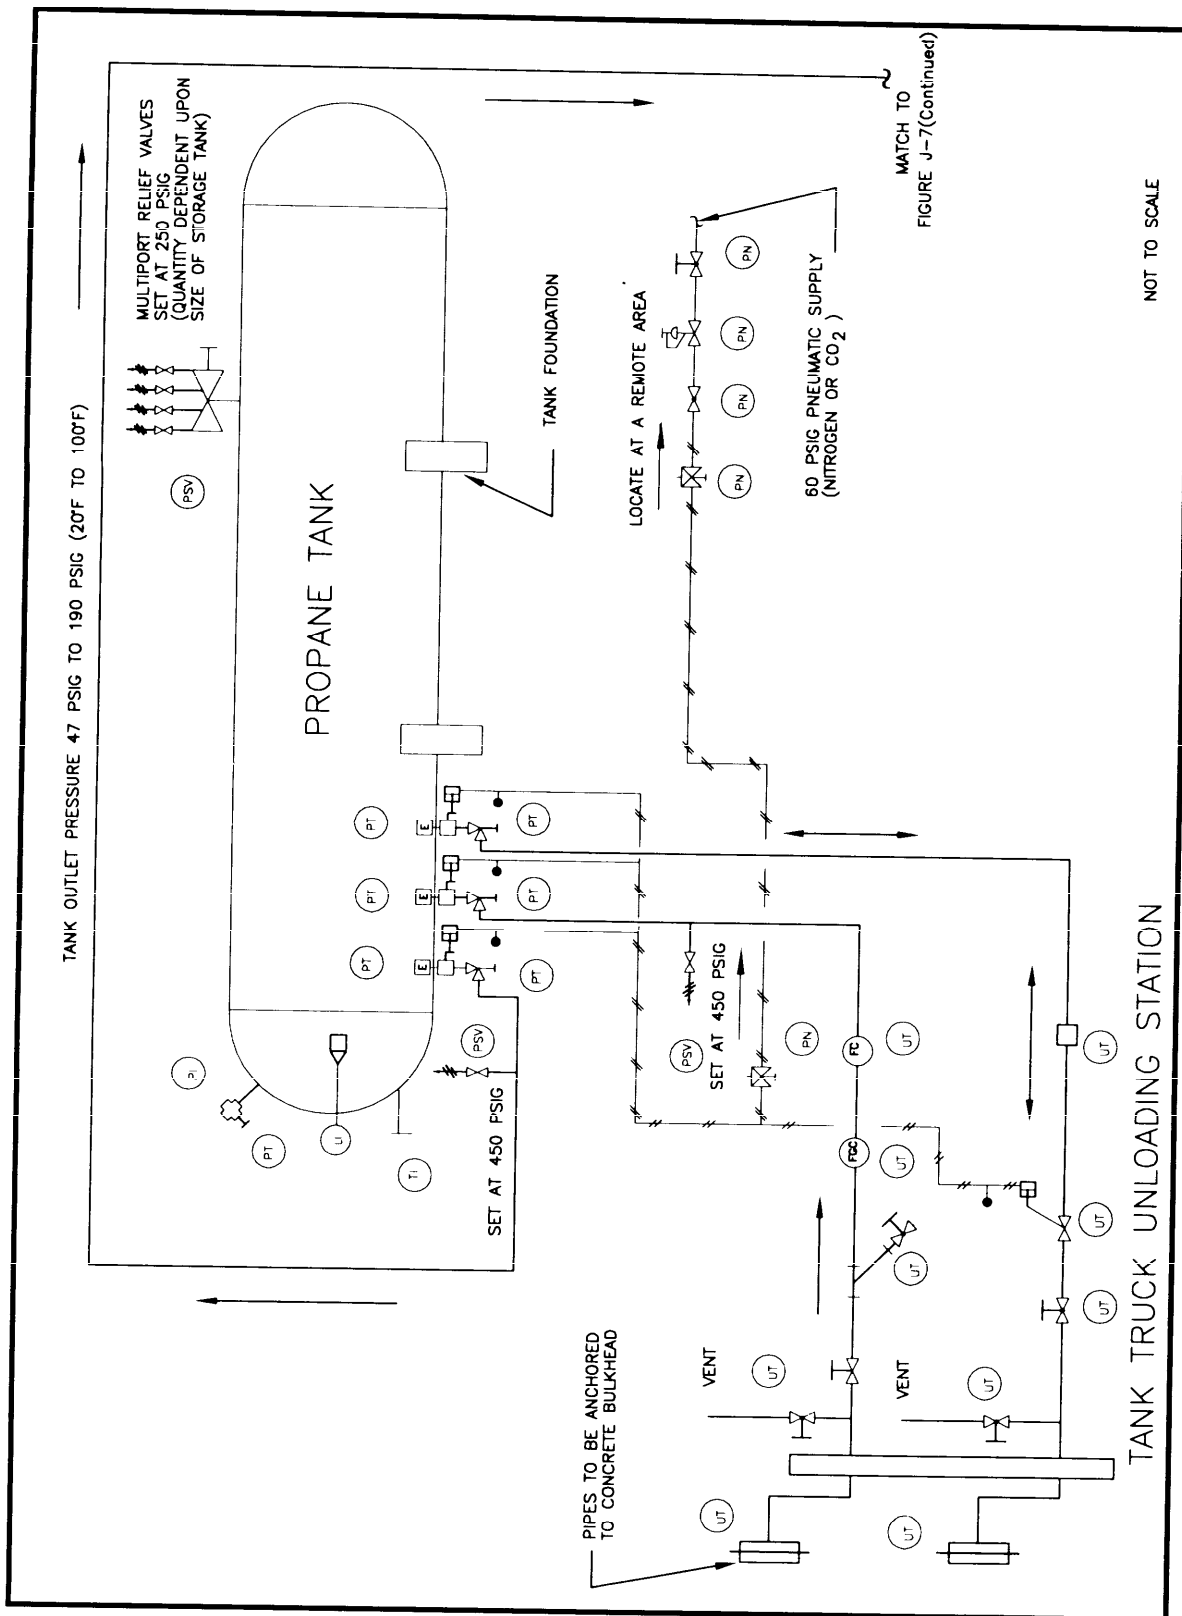 TANK OUTLET PRESSURE 47 PSIG TO 190 PSIG (20°F TO 100°F)
MULTIPORT RELIEF VALVES
SET AT 250 PSIG
(QUANTITY DEPENDENT UPON
SIZE OF STORAGE TANK)
PSV
PI
PT
LI
TI
PROPANE TANK
TANK FOUNDATION
PT
PT
PT
E
E
E
PT
PT
PT
PSV
SET AT 450 PSIG
MATCH TO
FIGURE J-7(Continued)
LOCATE AT A REMOTE AREA
PN
PN
PN
PN
60 PSIG PNEUMATIC SUPPLY
(NITROGEN OR CO2 )
PSV
SET AT 450 PSIG
PN
FC
UT
FGC
UT
UT
UT
UT
UT
PIPES TO BE ANCHORED
TO CONCRETE BULKHEAD
VENT
UT
VENT
UT
UT
UT
NOT TO SCALE
TANK TRUCK UNLOADING STATION